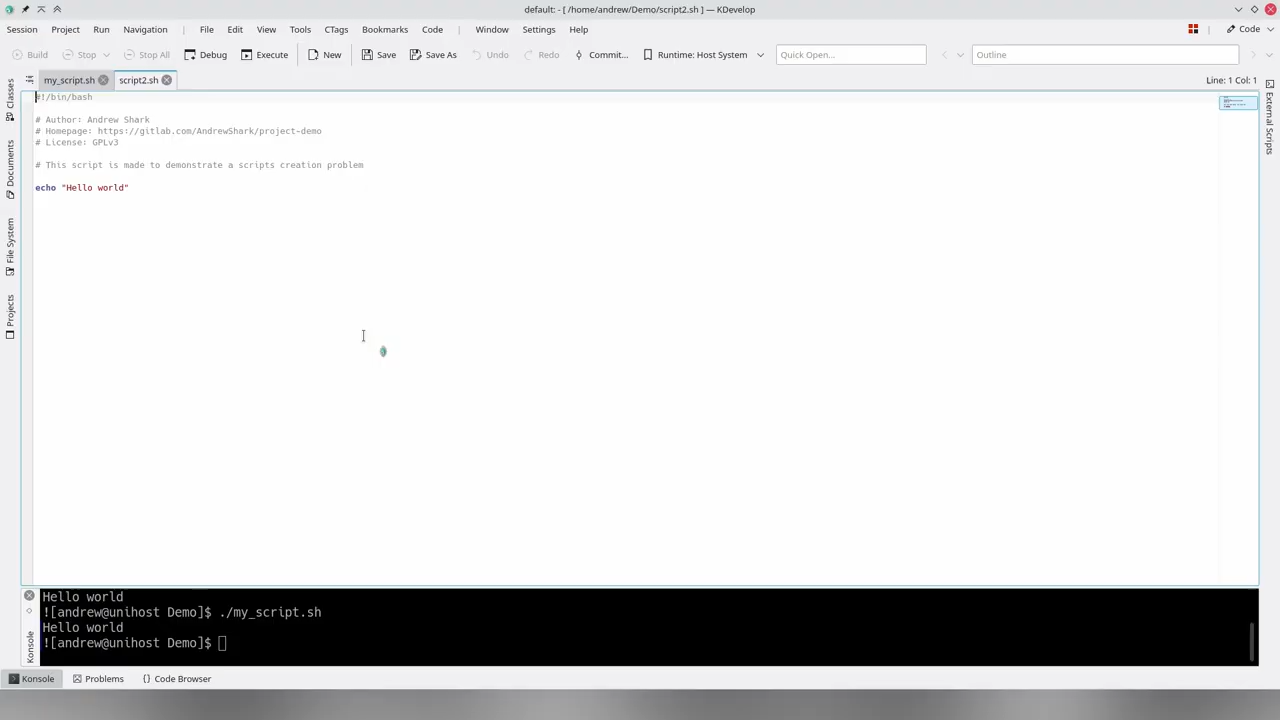 default: - [ /home/andrew/Demo/script2.sh ] — KDevelop
Session Project Run Navigation File Edit View Tools CTags Bookmarks Code Window Settings Help Code
Build Stop Stop All Debug Execute New Save Save As Undo Redo Commit... Runtime: Host System Quick Open... Outline
my_script.sh script2.sh Line: 1 Col: 1
Classes
Documents
File System
Projects
External Scripts
#!/bin/bash
# Author: Andrew Shark
# Homepage: https://gitlab.com/AndrewShark/project-demo
# License: GPLv3
# This script is made to demonstrate a scripts creation problem
echo "Hello world"
Konsole
Hello world
![andrew@unihost Demo]$ ./my_script.sh
Hello world
![andrew@unihost Demo]$
Konsole Problems Code Browser